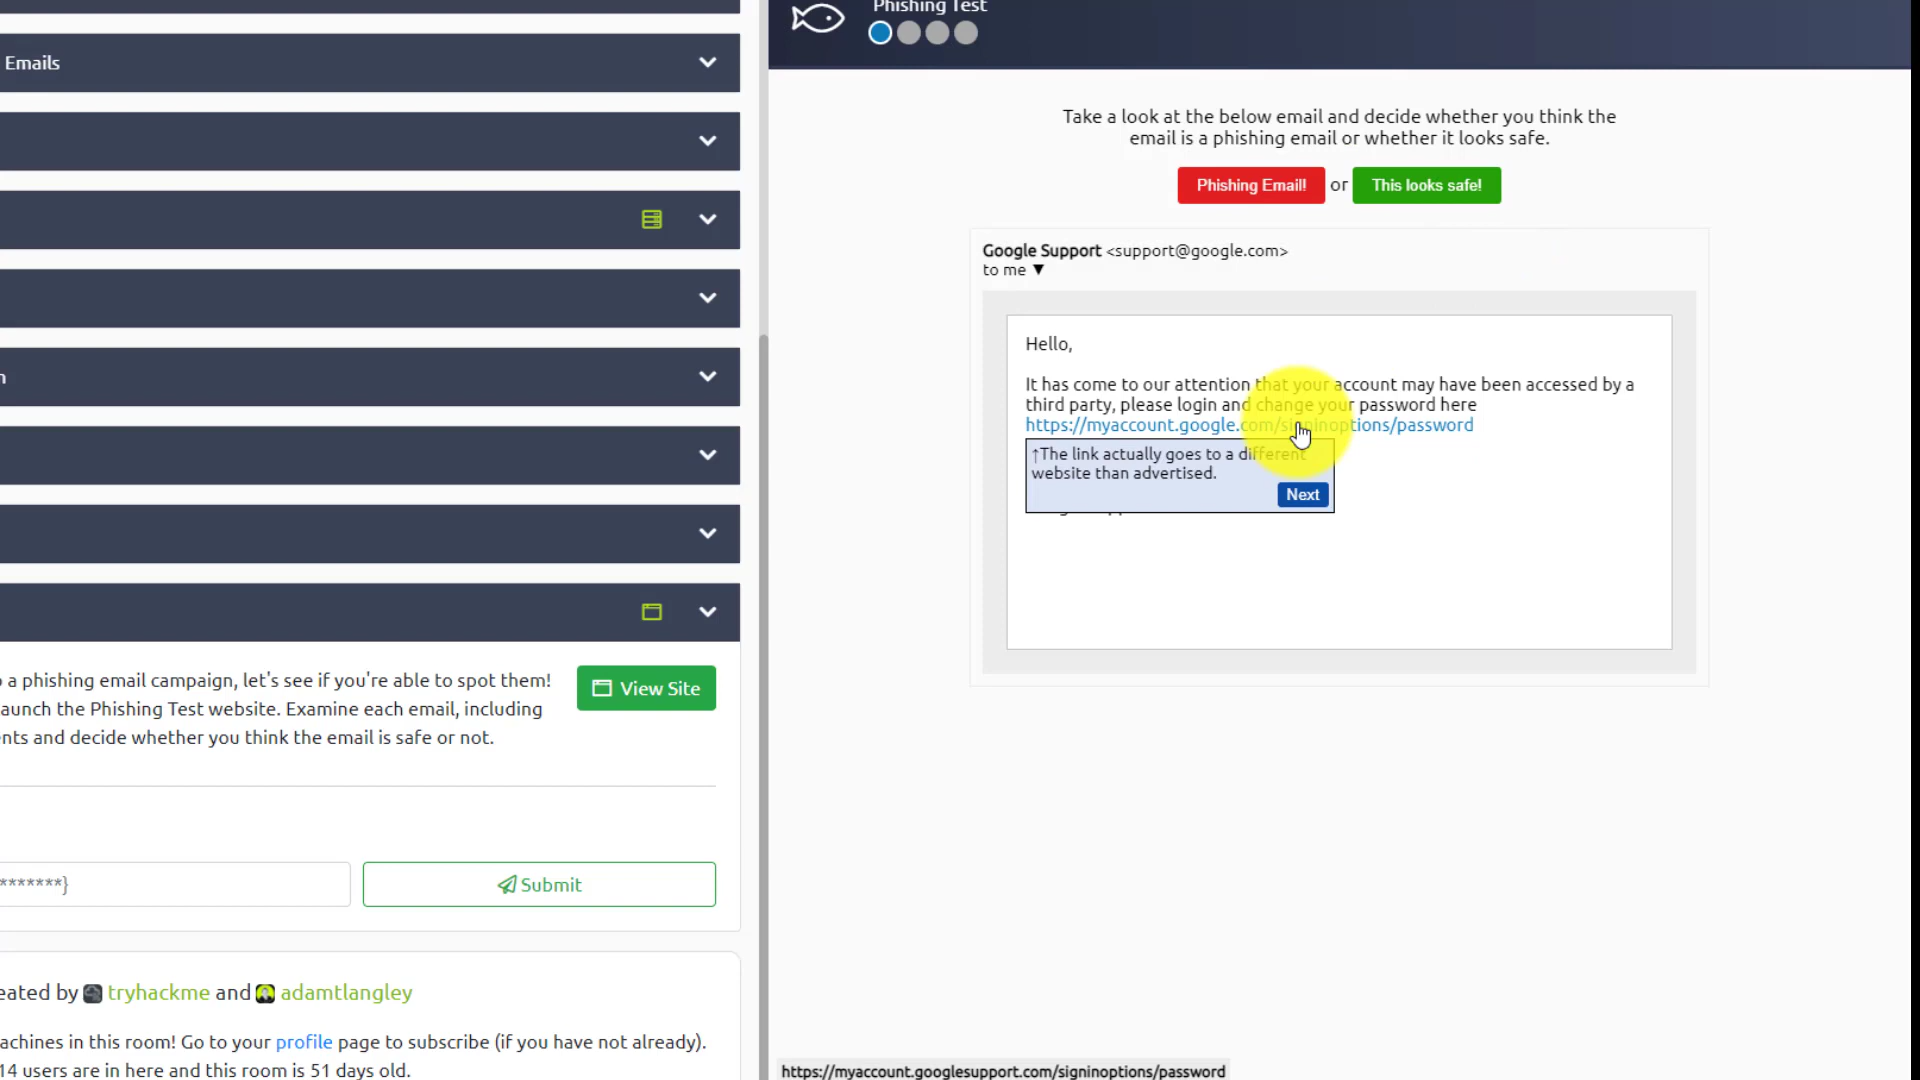 Emails
n
a phishing email campaign, let's see if you're able to spot them!
aunch the Phishing Test website. Examine each email, including
nts and decide whether you think the email is safe or not.
View Site
*******}
Submit
eated by tryhackme and adamtlangley
achines in this room! Go to your profile page to subscribe (if you have not already).
14 users are in here and this room is 51 days old.
Phishing Test
Take a look at the below email and decide whether you think the
email is a phishing email or whether it looks safe.
Phishing Email! or This looks safe!
Google Support <support@google.com>
to me ▼
Hello,
It has come to our attention that your account may have been accessed by a
third party, please login and change your password here
https://myaccount.google.com/signinoptions/password
↑The link actually goes to a different
website than advertised.
Next
https://myaccount.googlesupport.com/signinoptions/password